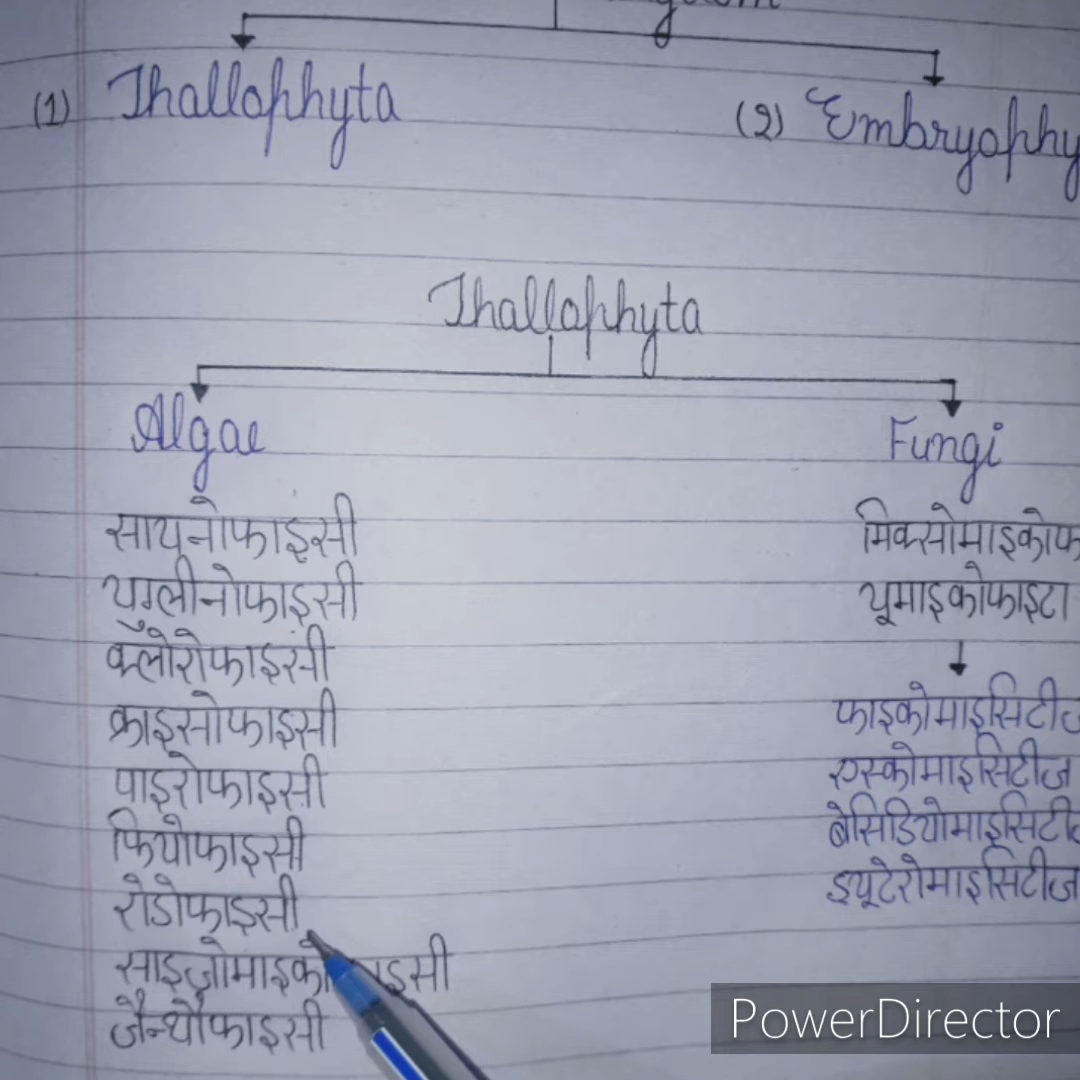 (1) Thallophyta
(2) Embryophy
Thallophyta
Algae
सायनोफाइसी
युग्लीनोफाइसी
क्लोरोफाइसी
क्राइसोफाइसी
पाइरोफाइसी
फियोफाइसी
रोडोफाइसी
जैन्थोफाइसी
Fungi
मिक्सोमाइकोफ
यूमाइकोफाइटा
फाइकोमाइसिटीज
एस्कोमाइसिटीज
बेसिडियोमाइसिटी
ड्यूटेरोमाइसिटीज
PowerDirector